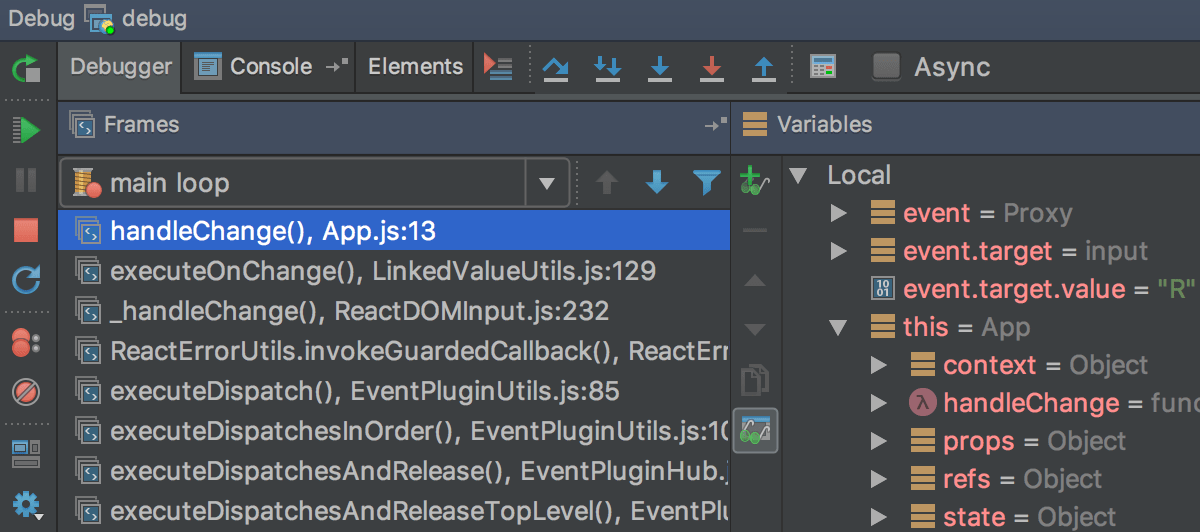 Debug debug
Debugger Console Elements Async
Frames
Variables
main loop
handleChange(), App.js:13
executeOnChange(), LinkedValueUtils.js:129
_handleChange(), ReactDOMInput.js:232
ReactErrorUtils.invokeGuardedCallback(), ReactErr
executeDispatch(), EventPluginUtils.js:85
executeDispatchesInOrder(), EventPluginUtils.js:10
executeDispatchesAndRelease(), EventPluginHub.j
executeDispatchesAndReleaseTopLevel(), EventPlu
Local
event = Proxy
event.target = input
event.target.value = "R"
this = App
context = Object
handleChange = func
props = Object
refs = Object
state = Object